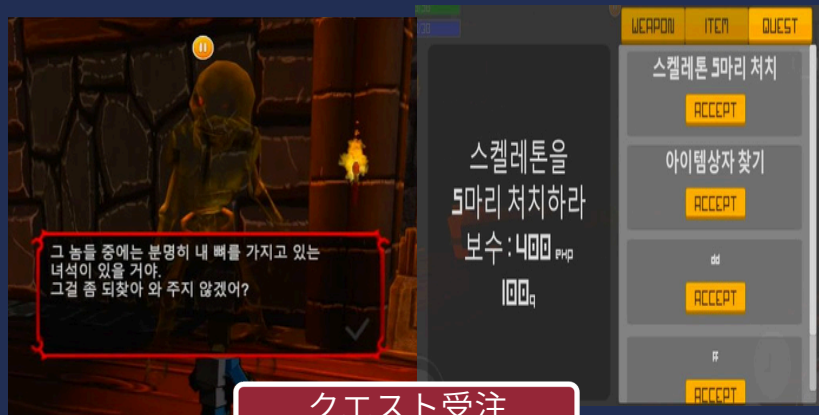 그 놈들 중에는 분명히 내 뼈를 가지고 있는
녀석이 있을 거야.
그걸 좀 되찾아 와 주지 않겠어?
스켈레톤을
5마리 처치하라
보수 : 400 EXP
100g
WEAPON ITEM QUEST
스켈레톤 5마리 처치
ACCEPT
아이템상자 찾기
ACCEPT
dd
ACCEPT
FF
ACCEPT
クエスト受注